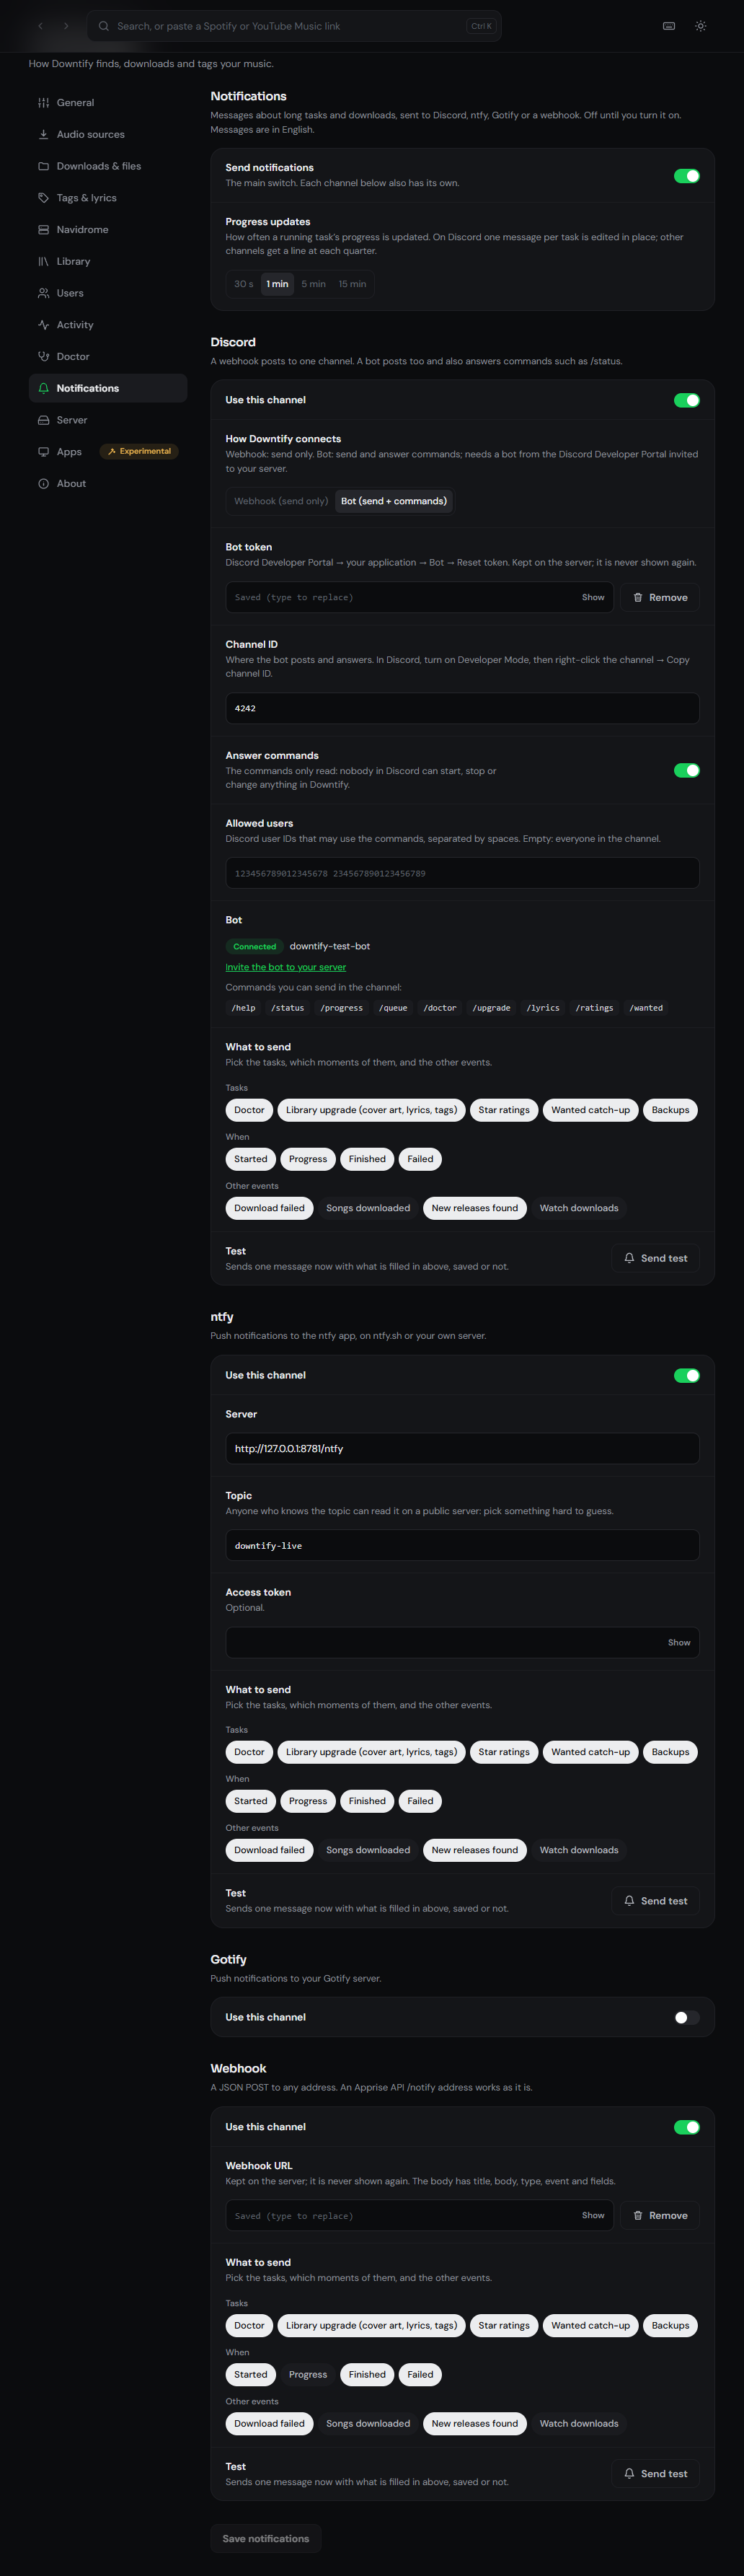 Search, or paste a Spotify or YouTube Music link
Ctrl K
How Downtify finds, downloads and tags your music.
General
Audio sources
Downloads & files
Tags & lyrics
Navidrome
Library
Users
Activity
Doctor
Notifications
Server
Apps
Experimental
About
Notifications
Messages about long tasks and downloads, sent to Discord, ntfy, Gotify or a webhook. Off until you turn it on.
Messages are in English.
Send notifications
The main switch. Each channel below also has its own.
Progress updates
How often a running task's progress is updated. On Discord one message per task is edited in place; other
channels get a line at each quarter.
30 s 1 min 5 min 15 min
Discord
A webhook posts to one channel. A bot posts too and also answers commands such as /status.
Use this channel
How Downtify connects
Webhook: send only. Bot: send and answer commands; needs a bot from the Discord Developer Portal invited
to your server.
Webhook (send only) Bot (send + commands)
Bot token
Discord Developer Portal → your application → Bot → Reset token. Kept on the server; it is never shown again.
Saved (type to replace) Show Remove
Channel ID
Where the bot posts and answers. In Discord, turn on Developer Mode, then right-click the channel → Copy
channel ID.
4242
Answer commands
The commands only read: nobody in Discord can start, stop or
change anything in Downtify.
Allowed users
Discord user IDs that may use the commands, separated by spaces. Empty: everyone in the channel.
123456789012345678 234567890123456789
Bot
Connected downtify-test-bot
Invite the bot to your server
Commands you can send in the channel:
/help /status /progress /queue /doctor /upgrade /lyrics /ratings /wanted
What to send
Pick the tasks, which moments of them, and the other events.
Tasks
Doctor Library upgrade (cover art, lyrics, tags) Star ratings Wanted catch-up Backups
When
Started Progress Finished Failed
Other events
Download failed Songs downloaded New releases found Watch downloads
Test
Sends one message now with what is filled in above, saved or not.
Send test
ntfy
Push notifications to the ntfy app, on ntfy.sh or your own server.
Use this channel
Server
http://127.0.0.1:8781/ntfy
Topic
Anyone who knows the topic can read it on a public server: pick something hard to guess.
downtify-live
Access token
Optional.
Show
What to send
Pick the tasks, which moments of them, and the other events.
Tasks
Doctor Library upgrade (cover art, lyrics, tags) Star ratings Wanted catch-up Backups
When
Started Progress Finished Failed
Other events
Download failed Songs downloaded New releases found Watch downloads
Test
Sends one message now with what is filled in above, saved or not.
Send test
Gotify
Push notifications to your Gotify server.
Use this channel
Webhook
A JSON POST to any address. An Apprise API /notify address works as it is.
Use this channel
Webhook URL
Kept on the server; it is never shown again. The body has title, body, type, event and fields.
Saved (type to replace) Show Remove
What to send
Pick the tasks, which moments of them, and the other events.
Tasks
Doctor Library upgrade (cover art, lyrics, tags) Star ratings Wanted catch-up Backups
When
Started Progress Finished Failed
Other events
Download failed Songs downloaded New releases found Watch downloads
Test
Sends one message now with what is filled in above, saved or not.
Send test
Save notifications